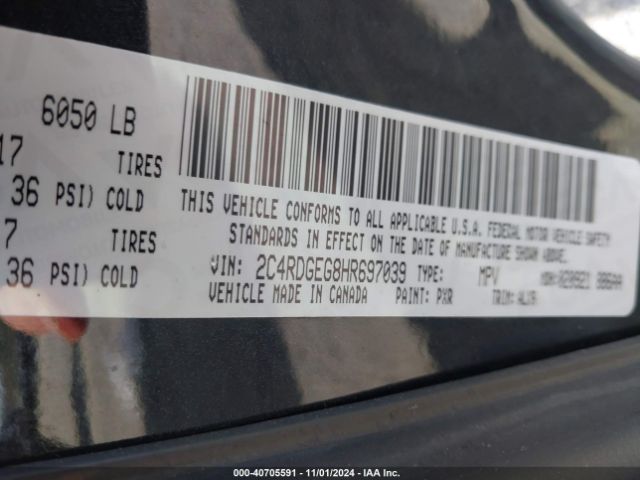 6050 LB
17 TIRES
36 PSI) COLD
7 TIRES
36 PSI) COLD
THIS VEHICLE CONFORMS TO ALL APPLICABLE U.S.A. FEDERAL MOTOR VEHICLE SAFETY
STANDARDS IN EFFECT ON THE DATE OF MANUFACTURE SHOWN ABOVE.
VIN: 2C4RDGEG8HR697039 TYPE: MPV
VEHICLE MADE IN CANADA PAINT: PXR TRIM:
000-40705591 - 11/01/2024 - IAA Inc.